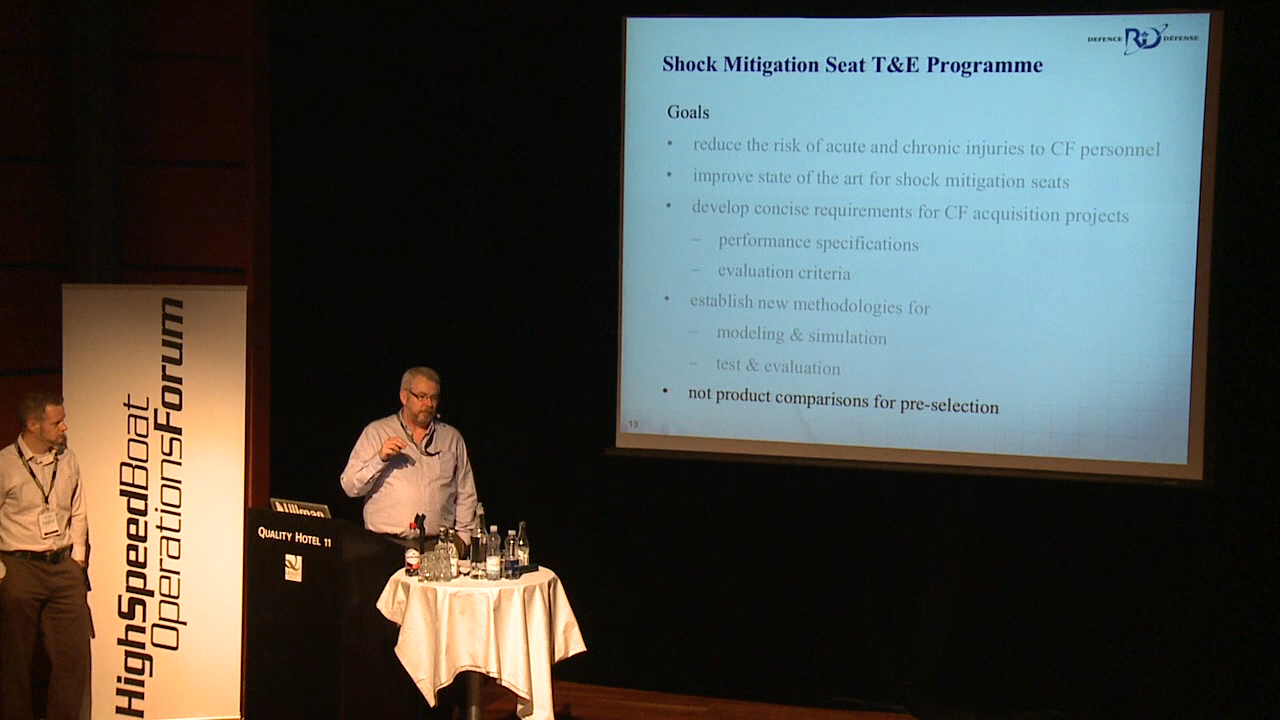 DEFENCE R&D DÉFENSE
Shock Mitigation Seat T&E Programme
Goals
• reduce the risk of acute and chronic injuries to CF personnel
• improve state of the art for shock mitigation seats
• develop concise requirements for CF acquisition projects
– performance specifications
– evaluation criteria
• establish new methodologies for
– modeling & simulation
– test & evaluation
• not product comparisons for pre-selection
13
HighSpeedBoat
OperationsForum
Ullman
QUALITY HOTEL 11